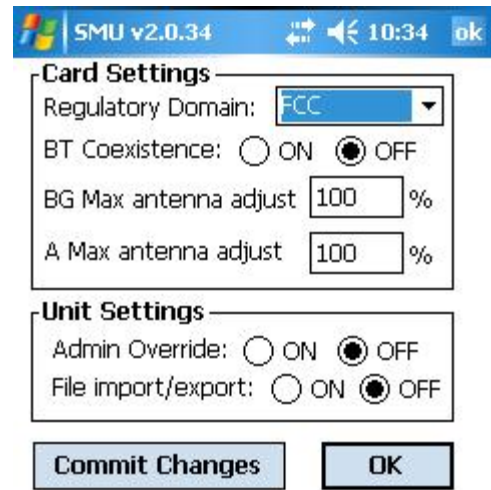 SMU v2.0.34 10:34 ok
Card Settings
Regulatory Domain: FCC
BT Coexistence: ON OFF
BG Max antenna adjust 100 %
A Max antenna adjust 100 %
Unit Settings
Admin Override: ON OFF
File import/export: ON OFF
Commit Changes OK